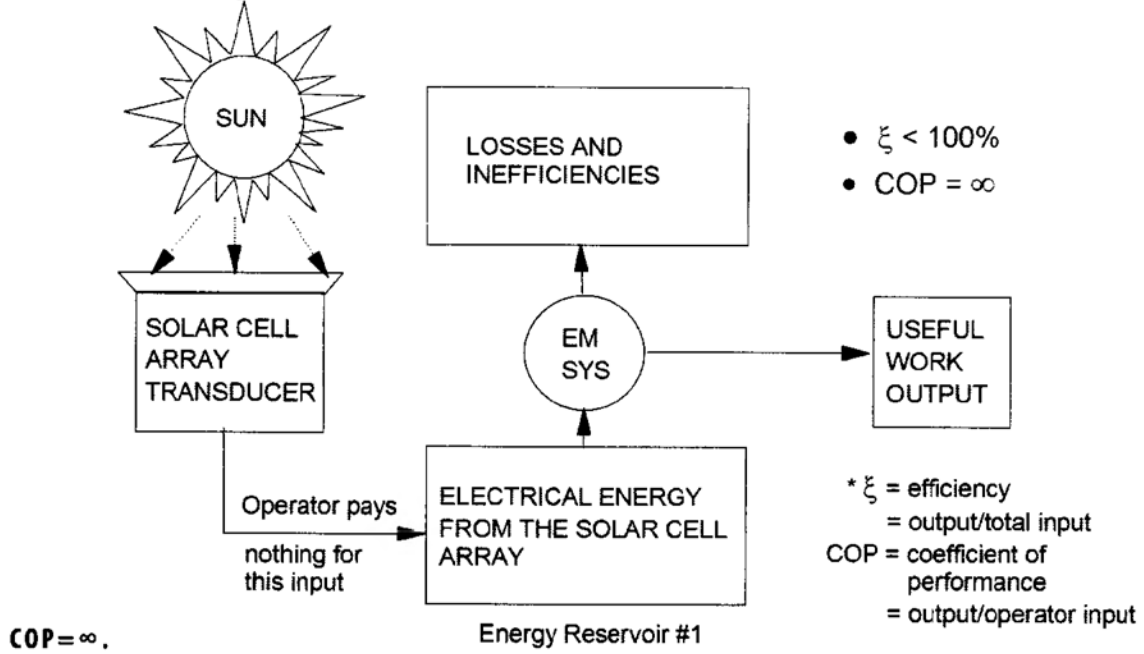 SUN
LOSSES AND
INEFFICIENCIES
● ξ < 100%
● COP = ∞
SOLAR CELL
ARRAY
TRANSDUCER
EM
SYS
USEFUL
WORK
OUTPUT
Operator pays
nothing for
this input
ELECTRICAL ENERGY
FROM THE SOLAR CELL
ARRAY
Energy Reservoir #1
* ξ = efficiency
= output/total input
COP = coefficient of
performance
= output/operator input
COP=∞.